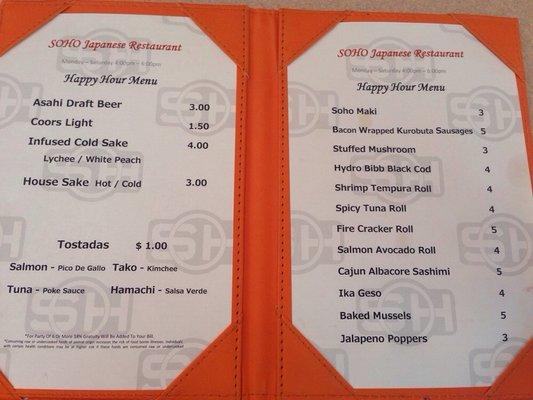 SOHO Japanese Restaurant
Monday – Saturday 4:00pm – 6:00pm
Happy Hour Menu
Asahi Draft Beer 3.00
Coors Light 1.50
Infused Cold Sake 4.00
Lychee / White Peach
House Sake Hot / Cold 3.00
Tostadas $ 1.00
Salmon - Pico De Gallo Tako - Kimchee
Tuna - Poke Sauce Hamachi - Salsa Verde
*For Party Of 6 Or More 18% Gratuity Will Be Added To Your Bill.
*Consuming raw or undercooked foods of animal origin increases the risk of food borne illnesses. Individuals
with certain health conditions may be at higher risk if these foods are consumed raw or undercooked
SOHO Japanese Restaurant
Monday – Saturday 4:00pm – 6:00pm
Happy Hour Menu
Soho Maki 3
Bacon Wrapped Kurobuta Sausages 5
Stuffed Mushroom 3
Hydro Bibb Black Cod 4
Shrimp Tempura Roll 4
Spicy Tuna Roll 4
Fire Cracker Roll 5
Salmon Avocado Roll 4
Cajun Albacore Sashimi 5
Ika Geso 4
Baked Mussels 5
Jalapeno Poppers 3